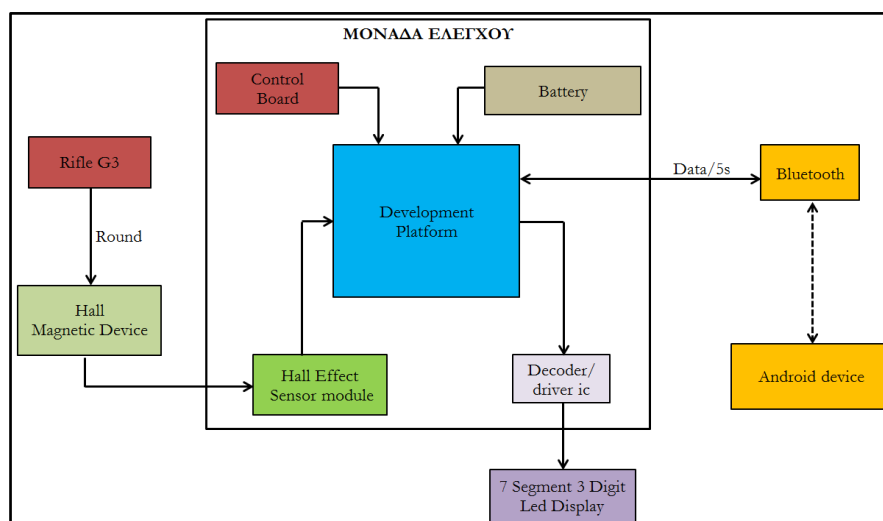 ΜΟΝΑΔΑ ΕΛΕΓΧΟΥ
Control
Board
Battery
Rifle G3
Data/5s
Bluetooth
Development
Platform
Round
Hall
Magnetic Device
Hall Effect
Sensor module
Decoder/
driver ic
Android device
7 Segment 3 Digit
Led Display